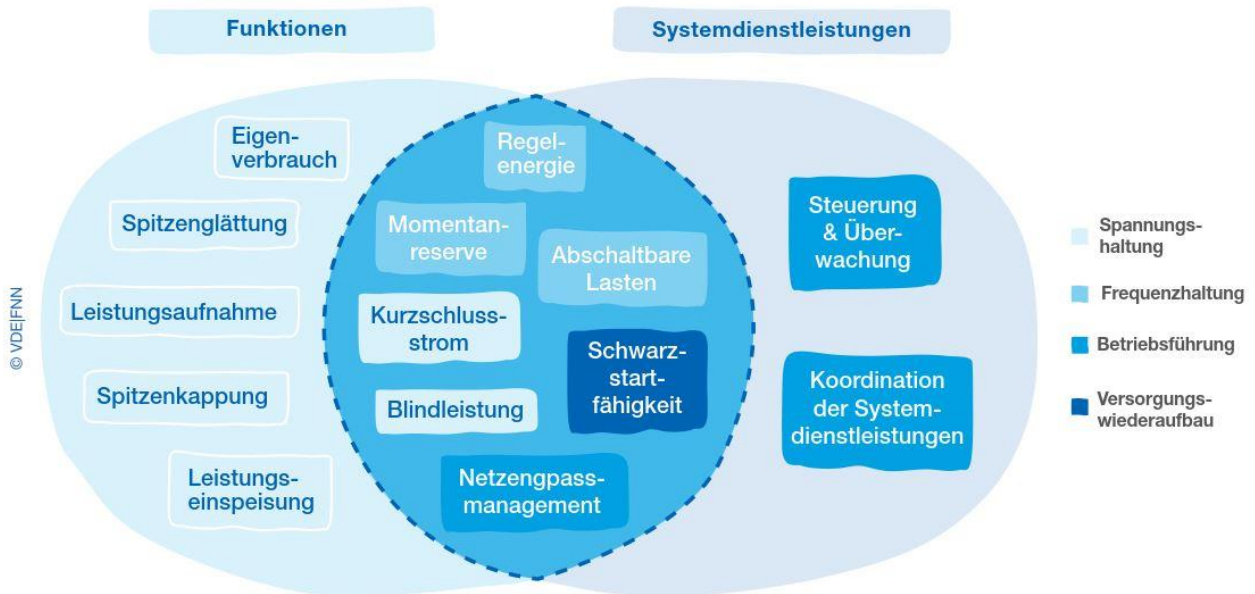 Funktionen
Systemdienstleistungen
Eigen-
verbrauch
Spitzenglättung
Leistungsaufnahme
Spitzenkappung
Leistungs-
einspeisung
Regel-
energie
Momentan-
reserve
Abschaltbare
Lasten
Kurzschluss-
strom
Schwarz-
start-
fähigkeit
Blindleistung
Netzengpass-
management
Steuerung
& Über-
wachung
Koordination
der System-
dienstleistungen
Spannungs-
haltung
Frequenzhaltung
Betriebsführung
Versorgungs-
wiederaufbau
© VDE|FNN